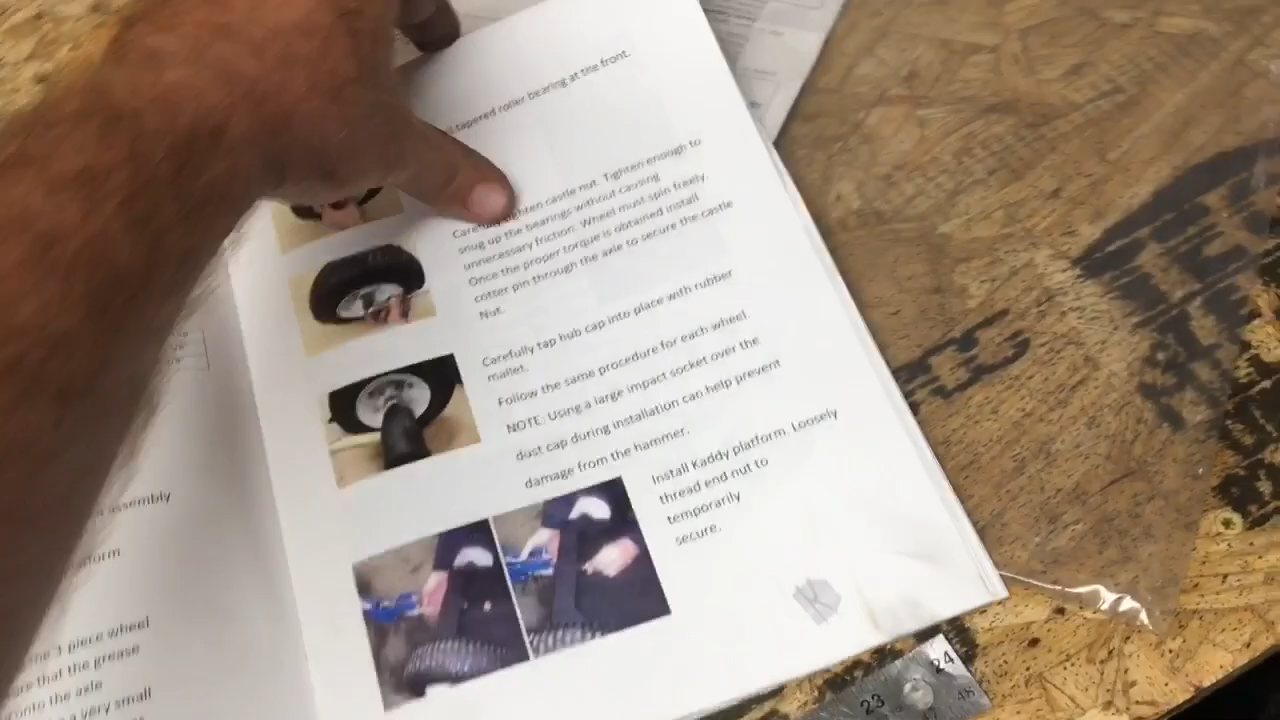 tapered roller bearing at the front.
Carefully tighten castle nut. Tighten enough to
snug up the bearings without causing
unnecessary friction. Wheel must spin freely.
Once the proper torque is obtained install
cotter pin through the axle to secure the castle
Nut.
Carefully tap hub cap into place with rubber
mallet.
Follow the same procedure for each wheel.
NOTE: Using a large impact socket over the
dust cap during installation can help prevent
damage from the hammer.
Install Kaddy platform. Loosely
thread end nut to
temporarily
secure.
K
assembly
3 piece wheel
that the grease
onto the axle
a very small
23
24
47
48